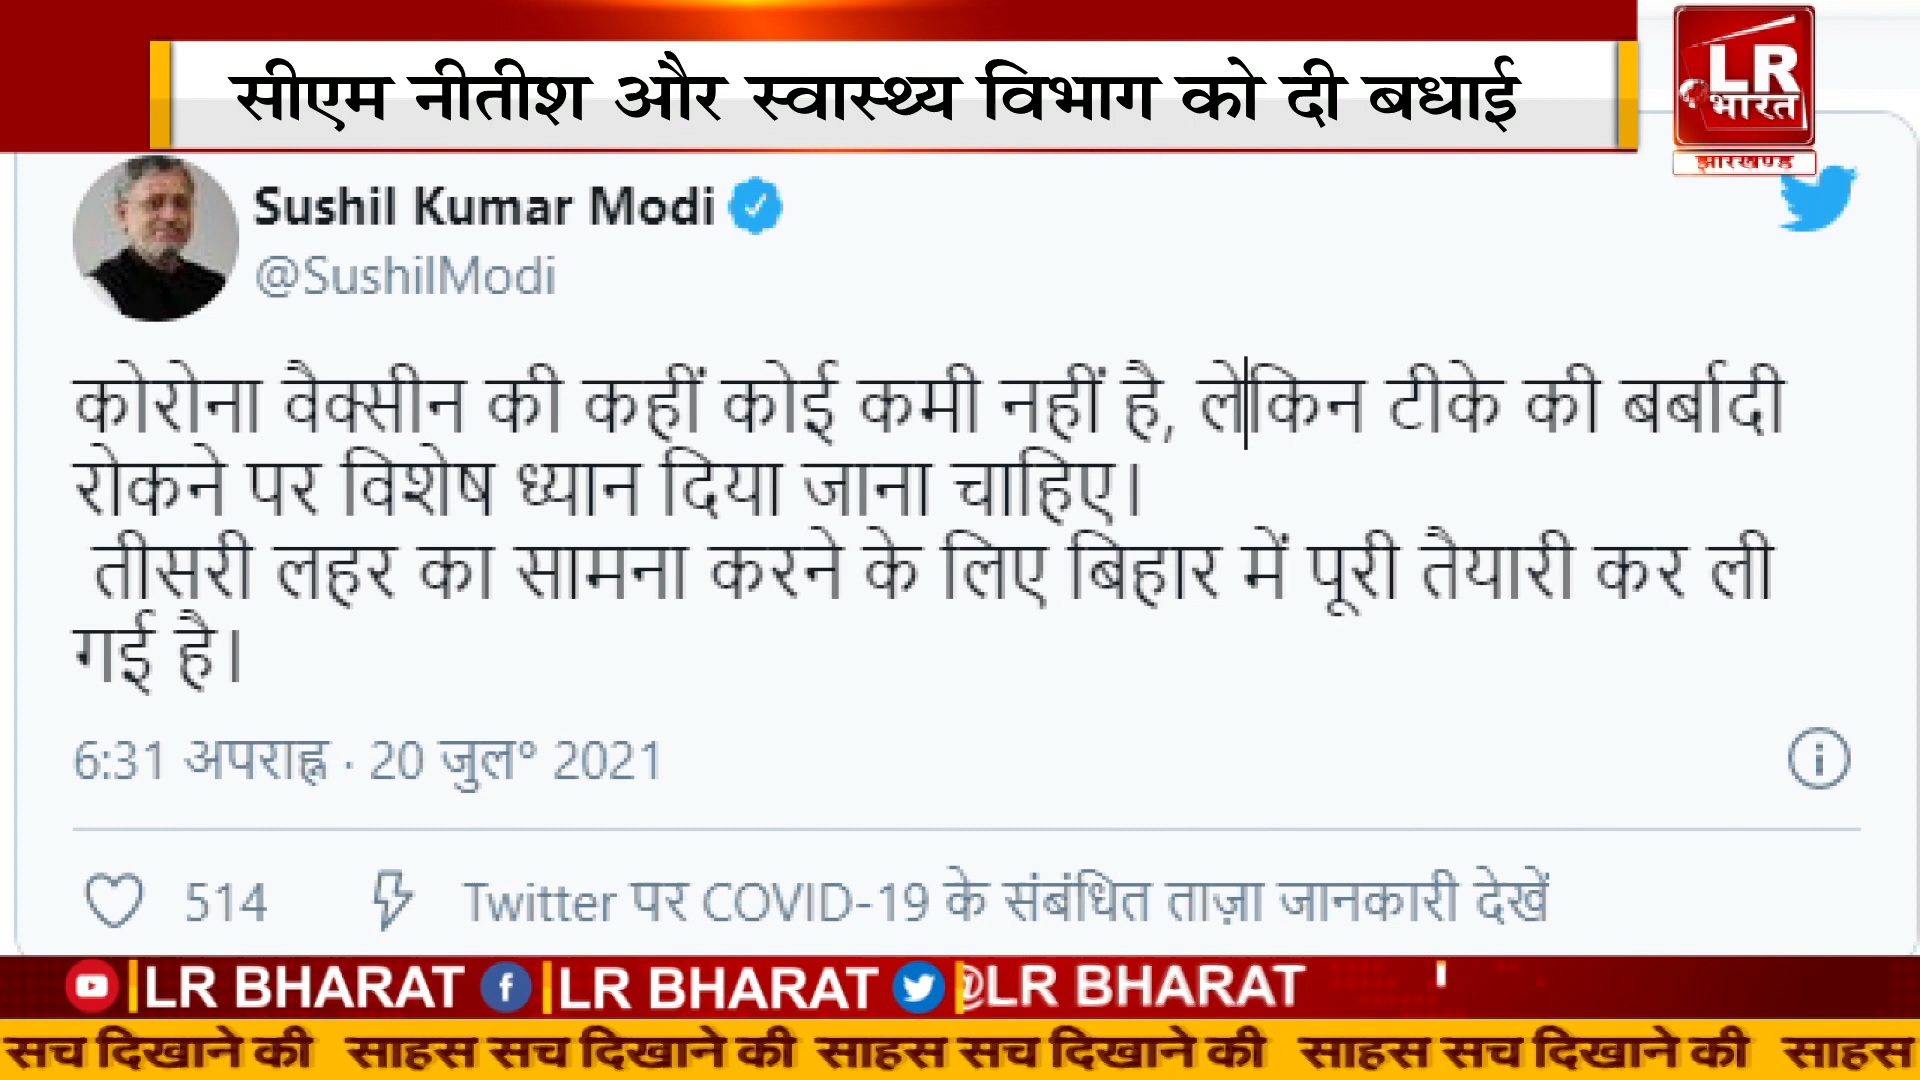 सीएम नीतीश और स्वास्थ्य विभाग को दी बधाई
LR
भारत
झारखण्ड
Sushil Kumar Modi
@SushilModi
कोरोना वैक्सीन की कहीं कोई कमी नहीं है, लेकिन टीके की बर्बादी
रोकने पर विशेष ध्यान दिया जाना चाहिए।
तीसरी लहर का सामना करने के लिए बिहार में पूरी तैयारी कर ली
गई है।
6:31 अपराह्न · 20 जुल॰ 2021
514 Twitter पर COVID-19 के संबंधित ताज़ा जानकारी देखें
LR BHARAT LR BHARAT @LR BHARAT
सच दिखाने की साहस सच दिखाने की साहस सच दिखाने की साहस सच दिखाने की साहस